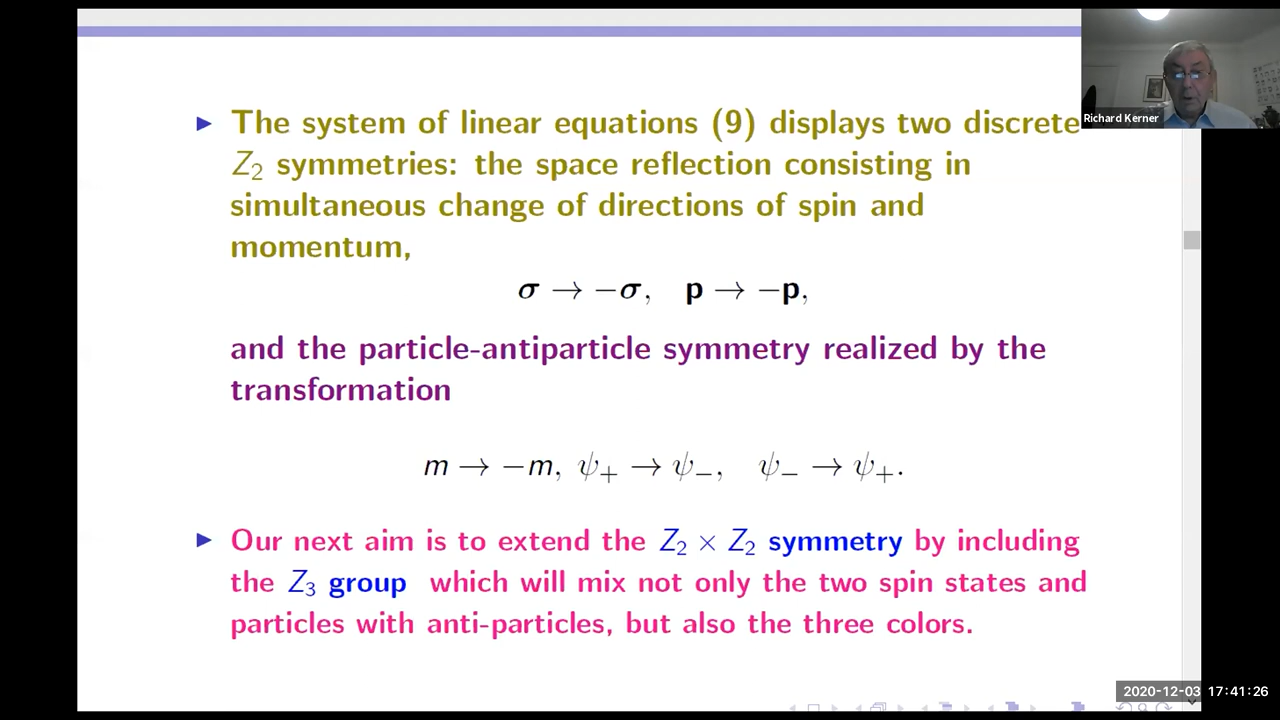 ► The system of linear equations (9) displays two discrete
Z₂ symmetries: the space reflection consisting in
simultaneous change of directions of spin and
momentum,
σ → −σ, p → −p,
and the particle-antiparticle symmetry realized by the
transformation
m → −m, ψ₊ → ψ₋, ψ₋ → ψ₊.
► Our next aim is to extend the Z₂ × Z₂ symmetry by including
the Z₃ group which will mix not only the two spin states and
particles with anti-particles, but also the three colors.
Richard Kerner
2020-12-03 17:41:26